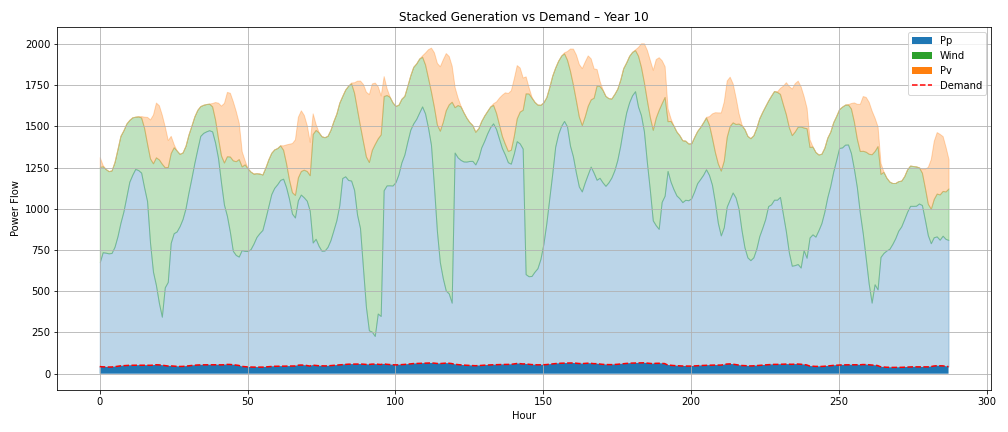 Stacked Generation vs Demand – Year 10
Pp
Wind
Pv
Demand
Power Flow
2000
1750
1500
1250
1000
750
500
250
0
0 50 100 150 200 250 300
Hour